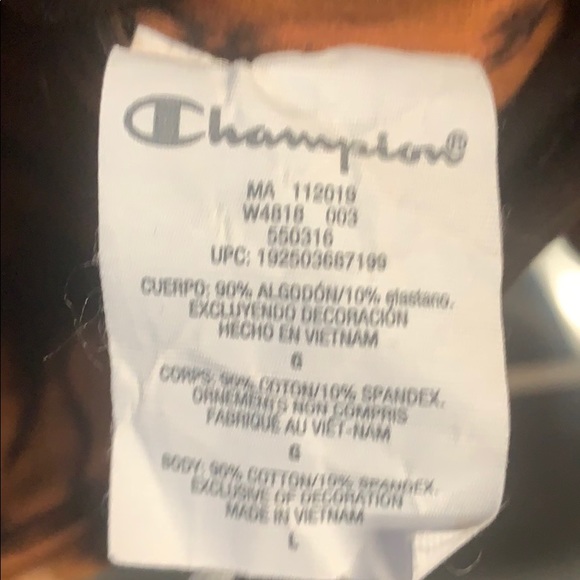 Champion®
MA 112019
W4818 003
550316
UPC: 192503687199
CUERPO: 90% ALGODÓN/10% elastano.
EXCLUYENDO DECORACIÓN
HECHO EN VIETNAM
G
CORPS: 90% COTON/10% SPANDEX.
ORNEMENTS NON COMPRIS
FABRIQUÉ AU VIÊT-NAM
G
BODY: 90% COTTON/10% SPANDEX.
EXCLUSIVE OF DECORATION
MADE IN VIETNAM
L